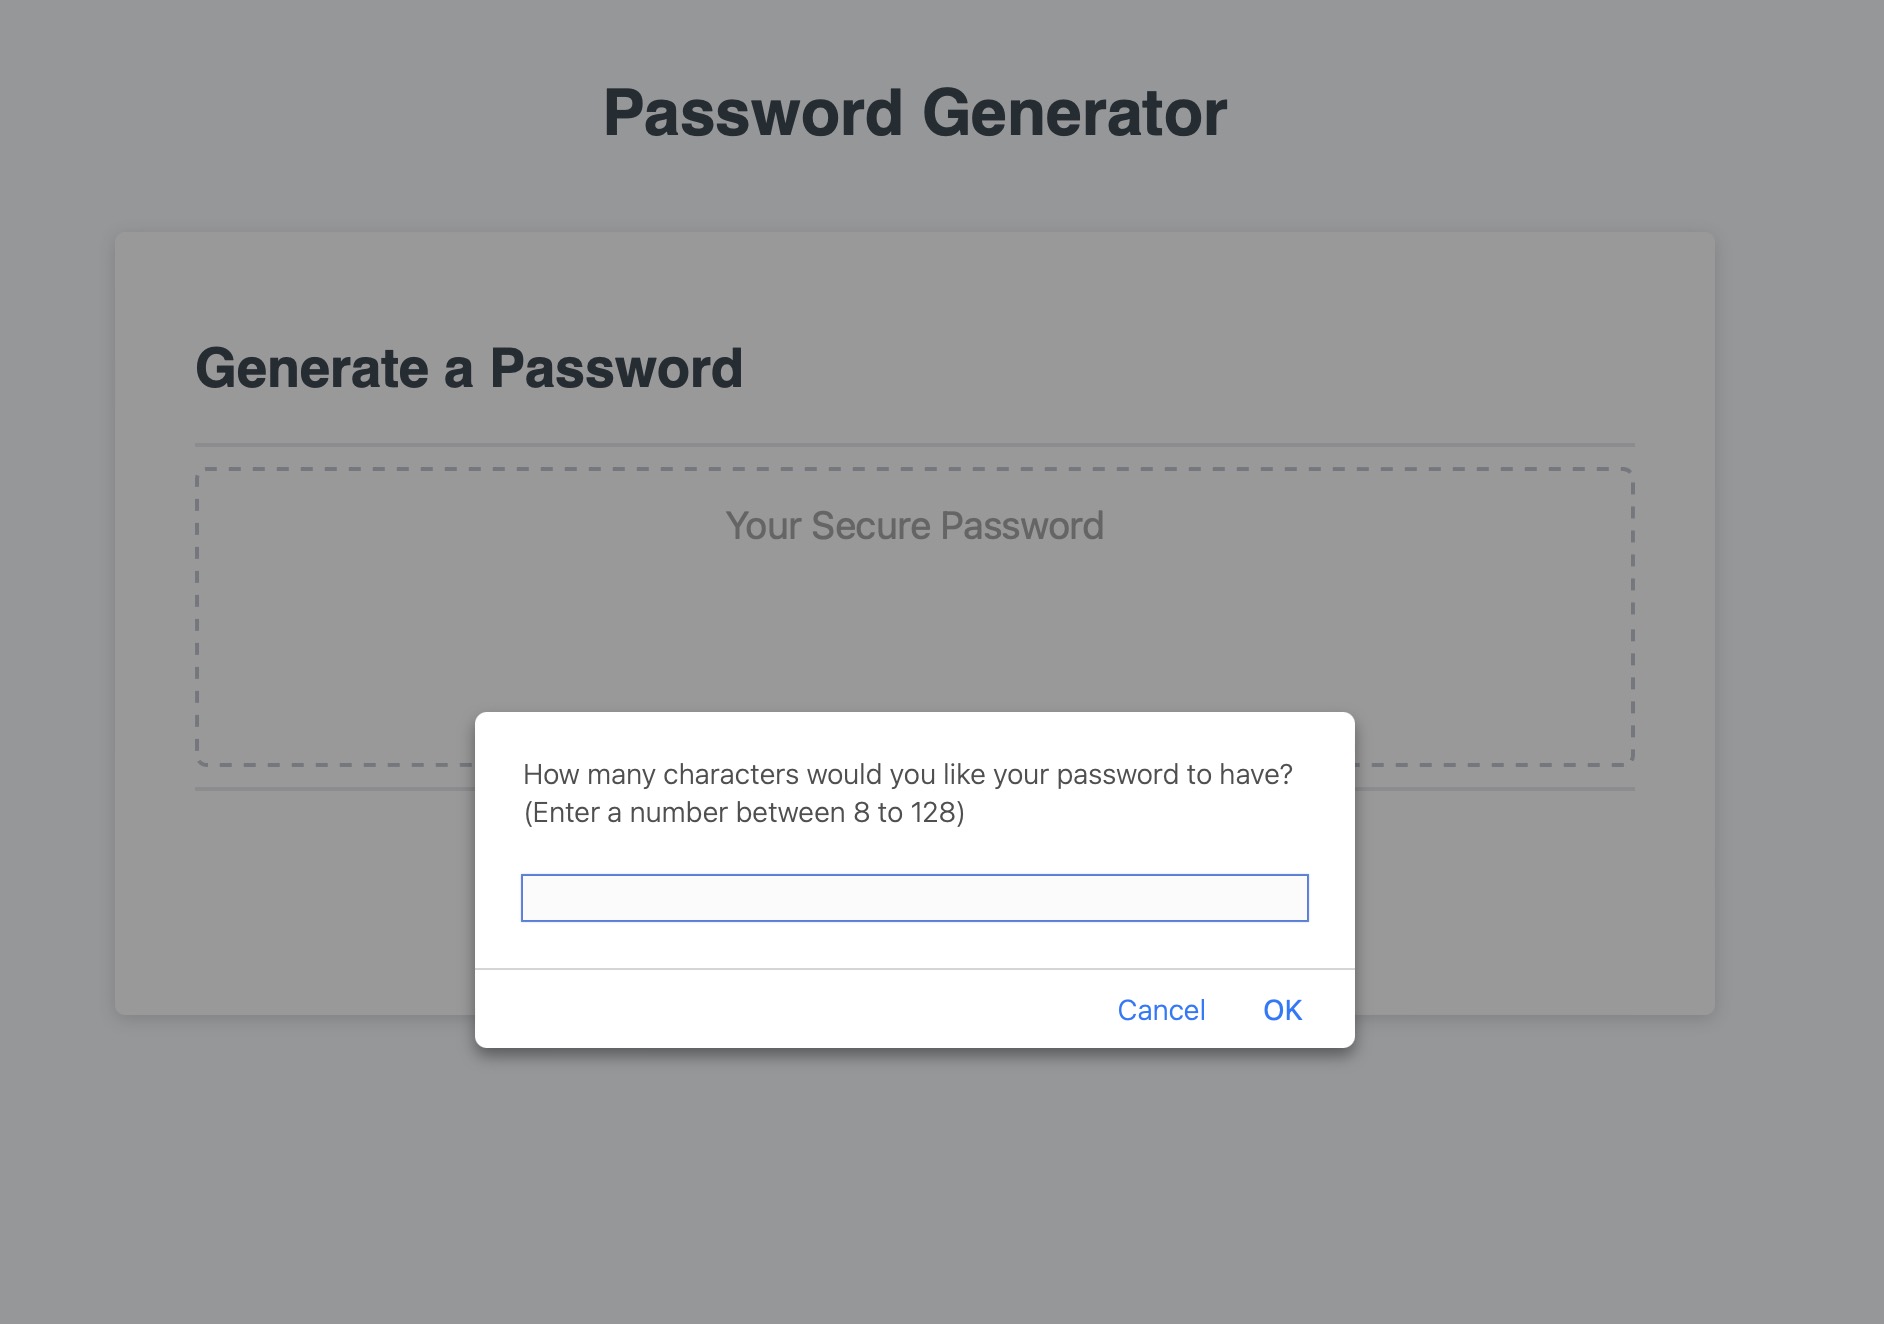 Password Generator
Generate a Password
Your Secure Password
How many characters would you like your password to have?
(Enter a number between 8 to 128)
Cancel OK